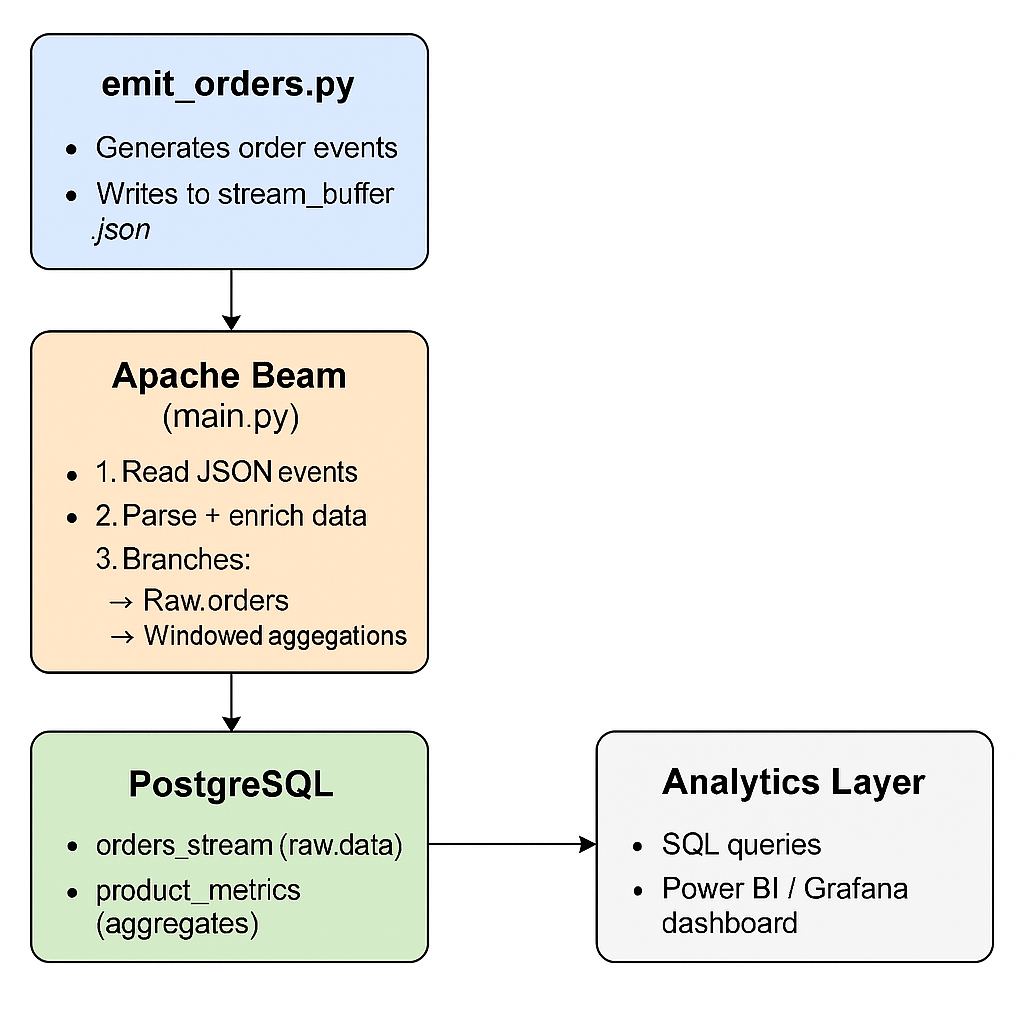 emit_orders.py
• Generates order events
• Writes to stream_buffer
.json
Apache Beam
(main.py)
• 1. Read JSON events
• 2. Parse + enrich data
3. Branches:
→ Raw.orders
→ Windowed aggegations
PostgreSQL
• orders_stream (raw.data)
• product_metrics
(aggregates)
Analytics Layer
• SQL queries
• Power BI / Grafana
dashboard